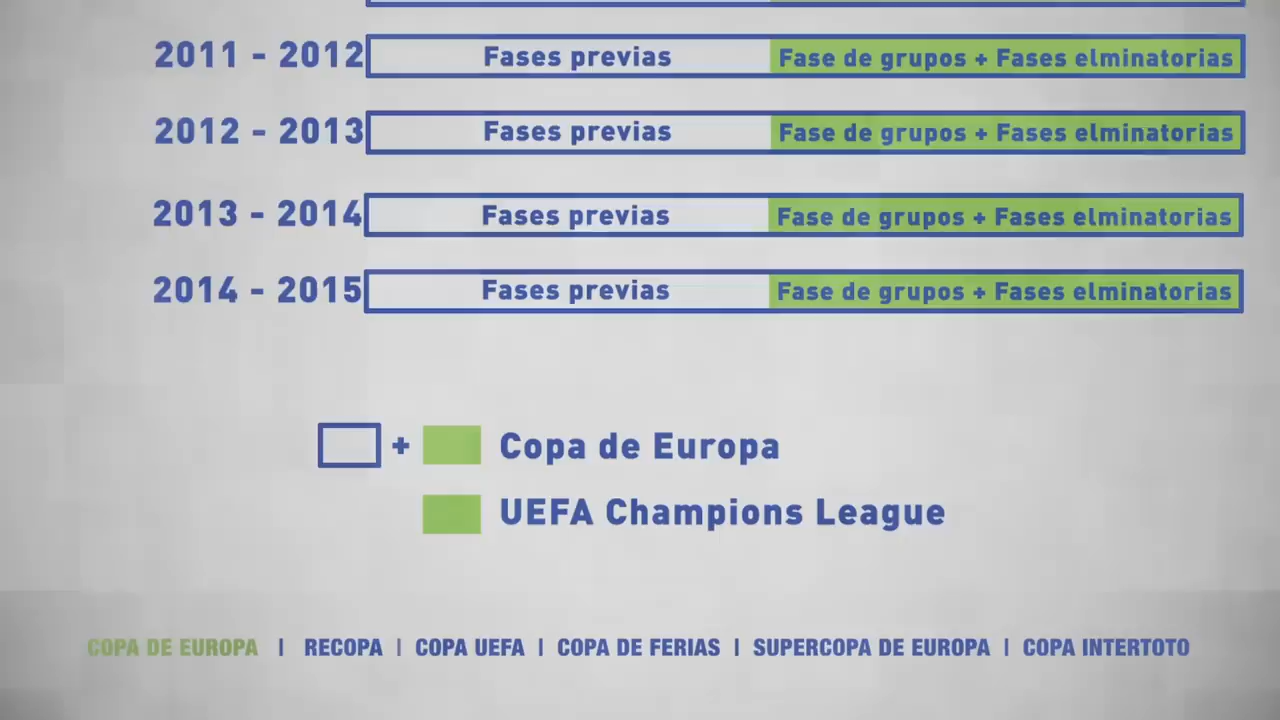 2011 - 2012 Fases previas Fase de grupos + Fases elminatorias
2012 - 2013 Fases previas Fase de grupos + Fases elminatorias
2013 - 2014 Fases previas Fase de grupos + Fases elminatorias
2014 - 2015 Fases previas Fase de grupos + Fases elminatorias
+ Copa de Europa
UEFA Champions League
COPA DE EUROPA | RECOPA | COPA UEFA | COPA DE FERIAS | SUPERCOPA DE EUROPA | COPA INTERTOTO